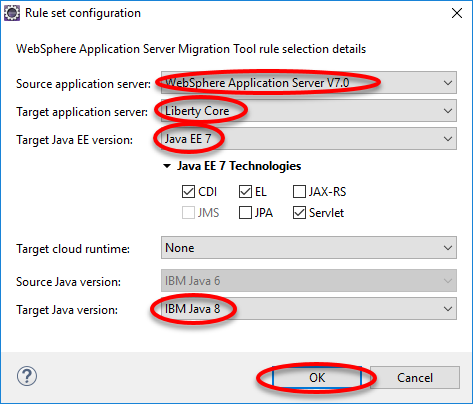 Rule set configuration
WebSphere Application Server Migration Tool rule selection details
Source application server: WebSphere Application Server V7.0
Target application server: Liberty Core
Target Java EE version: Java EE 7
Java EE 7 Technologies
CDI EL JAX-RS
JMS JPA Servlet
Target cloud runtime: None
Source Java version: IBM Java 6
Target Java version: IBM Java 8
? OK Cancel